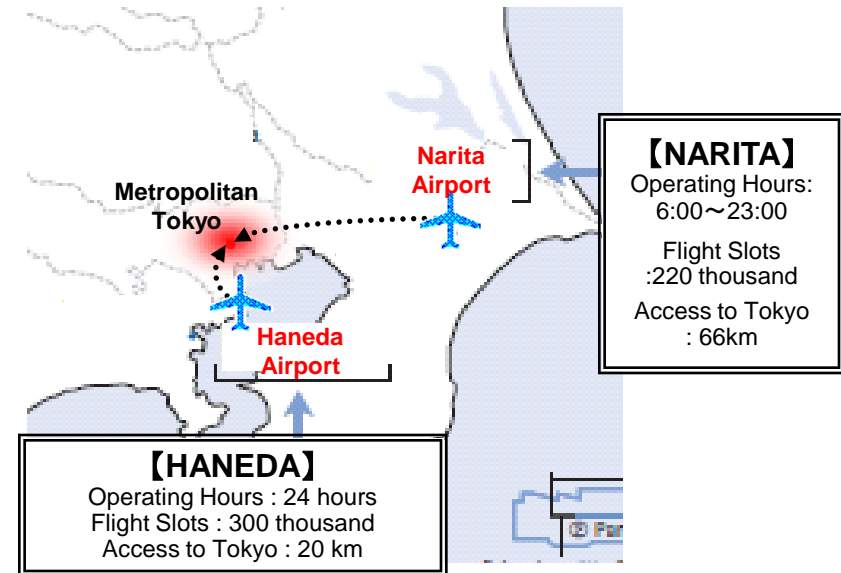 Metropolitan
Tokyo
Narita
Airport
【NARITA】
Operating Hours:
6:00～23:00
Flight Slots
:220 thousand
Access to Tokyo
: 66km
Haneda
Airport
【HANEDA】
Operating Hours : 24 hours
Flight Slots : 300 thousand
Access to Tokyo : 20 km